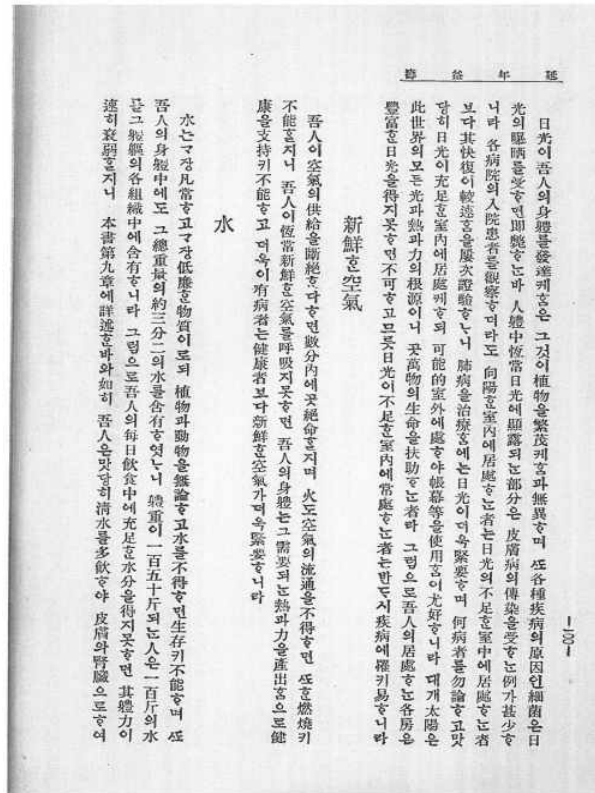 延年益壽
一〇〇
日光이吾人의身體를發達케홈은 그것이植物을繁茂케홈과無異ᄒᆞ며 ᄯᅩ各種疾病의原因인細菌은日
光의曝晒를受ᄒᆞ면即斃ᄒᆞᄂᆞᆫ바 人體中恒常日光에顯露되ᄂᆞᆫ部分은 皮膚病의傳染을受ᄒᆞᄂᆞᆫ例가甚少ᄒᆞ
니라 各病院의入院患者를觀察ᄒᆞ더라도 向陽ᄒᆞᆫ室內에居處ᄒᆞᄂᆞᆫ者는日光의不足ᄒᆞᆫ室中에居處ᄒᆞᄂᆞᆫ者
보다其快復이較速홈을屢次證驗ᄒᆞᄂᆞ니 肺病을治療홈에는日光이더욱緊要ᄒᆞ며 何病者를勿論ᄒᆞ고맛
당히日光이充足ᄒᆞᆫ室內에居處케ᄒᆞ되 可能的室外에處ᄒᆞ야帳幕等을使用홈이尤好ᄒᆞ니라 대개太陽은
此世界의모든光과熱과力의根源이니 곳萬物의生命을扶助ᄒᆞᄂᆞᆫ者라 그럼으로吾人의居處ᄒᆞᄂᆞᆫ各房은
豐富ᄒᆞᆫ日光을得지못ᄒᆞ면不可ᄒᆞ고므릇日光이不足ᄒᆞᆫ室內에常處ᄒᆞᄂᆞᆫ者는반ᄃᆞ시疾病에罹키易ᄒᆞ니라
新鮮ᄒᆞᆫ空氣
吾人이空氣의供給을斷絕ᄒᆞ다ᄒᆞ면數分內에곳絕命ᄒᆞᆯ지며 火도空氣의流通을不得ᄒᆞ면 ᄯᅩᄒᆞᆫ燃燒키
不能ᄒᆞᆯ지니 吾人이恒常新鮮ᄒᆞᆫ空氣를呼吸지못ᄒᆞ면 吾人의身體는그需要되ᄂᆞᆫ熱과力을產出홈으로健
康을支持키不能ᄒᆞ고 더욱이有病者는健康者보다新鮮ᄒᆞᆫ空氣가더욱緊要ᄒᆞ니라
水
水는ᄀᆞ장凡常ᄒᆞ고ᄀᆞ장低廉ᄒᆞᆫ物質이로되 植物과動物을無論ᄒᆞ고水를不得ᄒᆞ면生存키不能ᄒᆞ며 ᄯᅩ
吾人의身體中에도 그總重量의約三分二의水를含有ᄒᆞ엿ᄂᆞ니 體重이一百五十斤되ᄂᆞᆫ人은一百斤의水
를그軀軀의各組織中에含有ᄒᆞ니라 그럼으로吾人의每日飮食中에充足ᄒᆞᆫ水分을得지못ᄒᆞ면 其體力이
速히衰弱ᄒᆞᆯ지니 本書第九章에詳述ᄒᆞᆫ바와如히 吾人은맛당히淸水를多飮ᄒᆞ야 皮膚와腎臟으로ᄒᆞ여